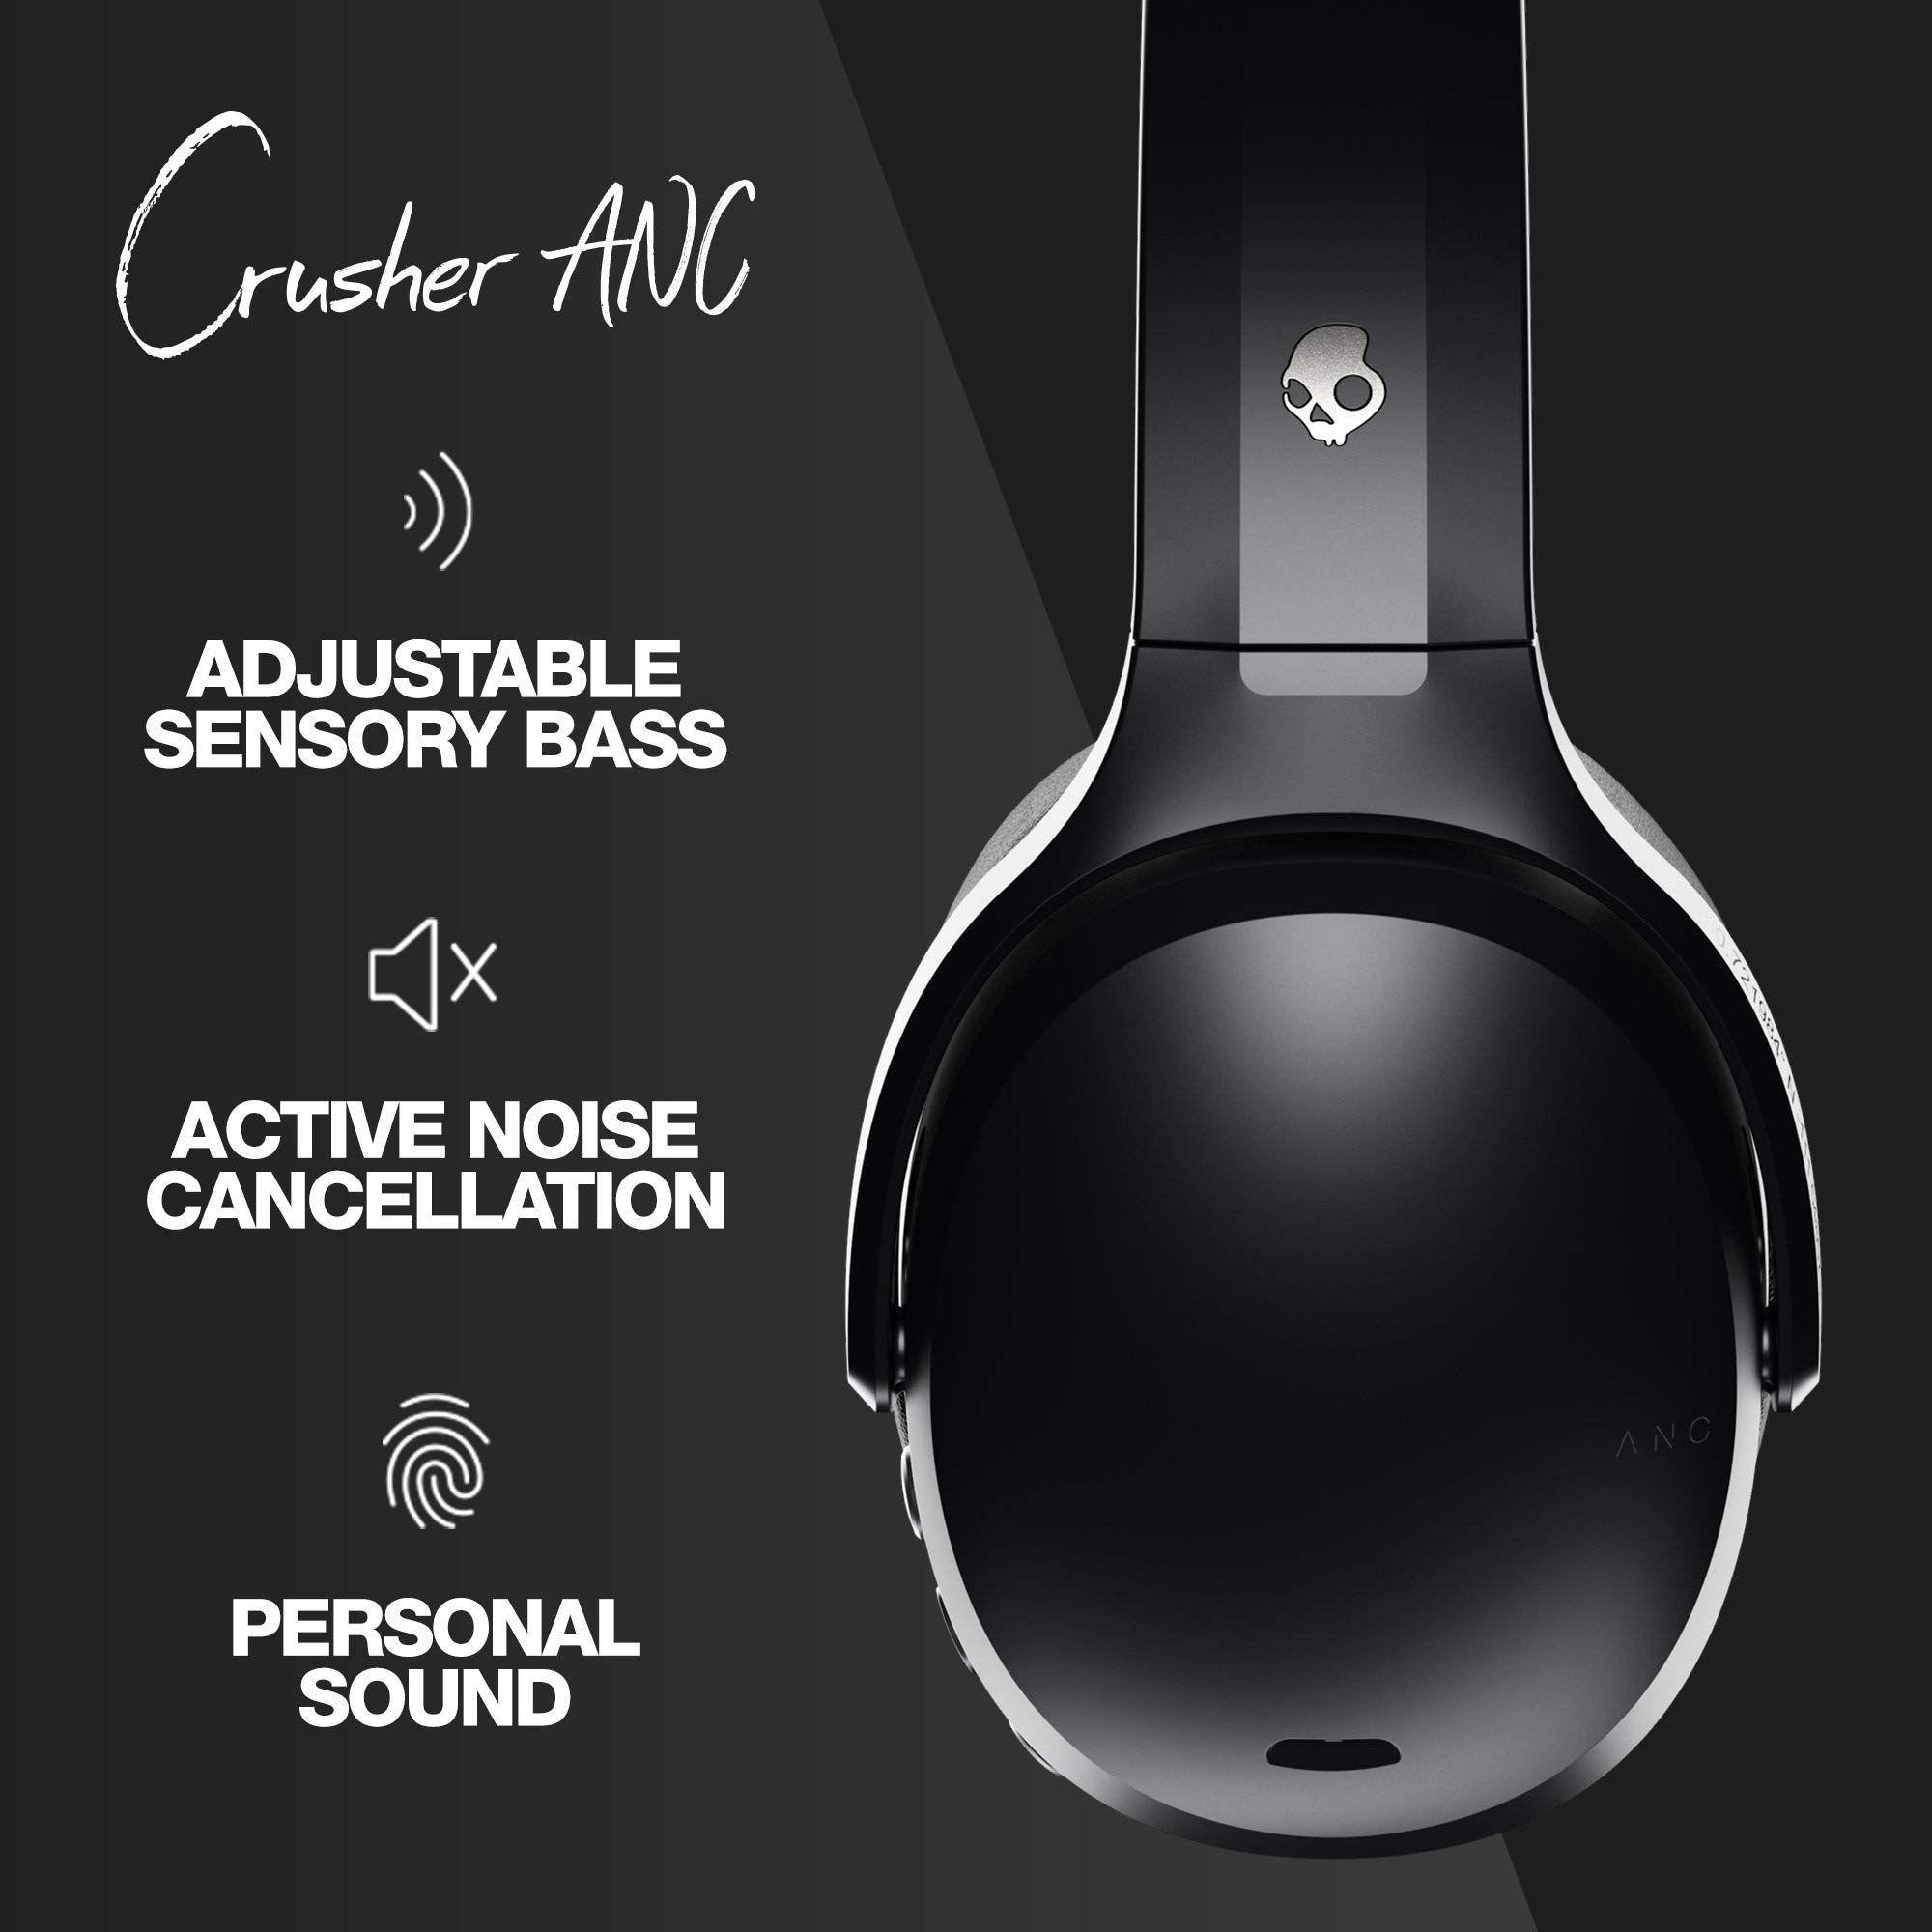 Crusher ANC
ADJUSTABLE
SENSORY BASS
ACTIVE NOISE
CANCELLATION
PERSONAL
SOUND
ANC